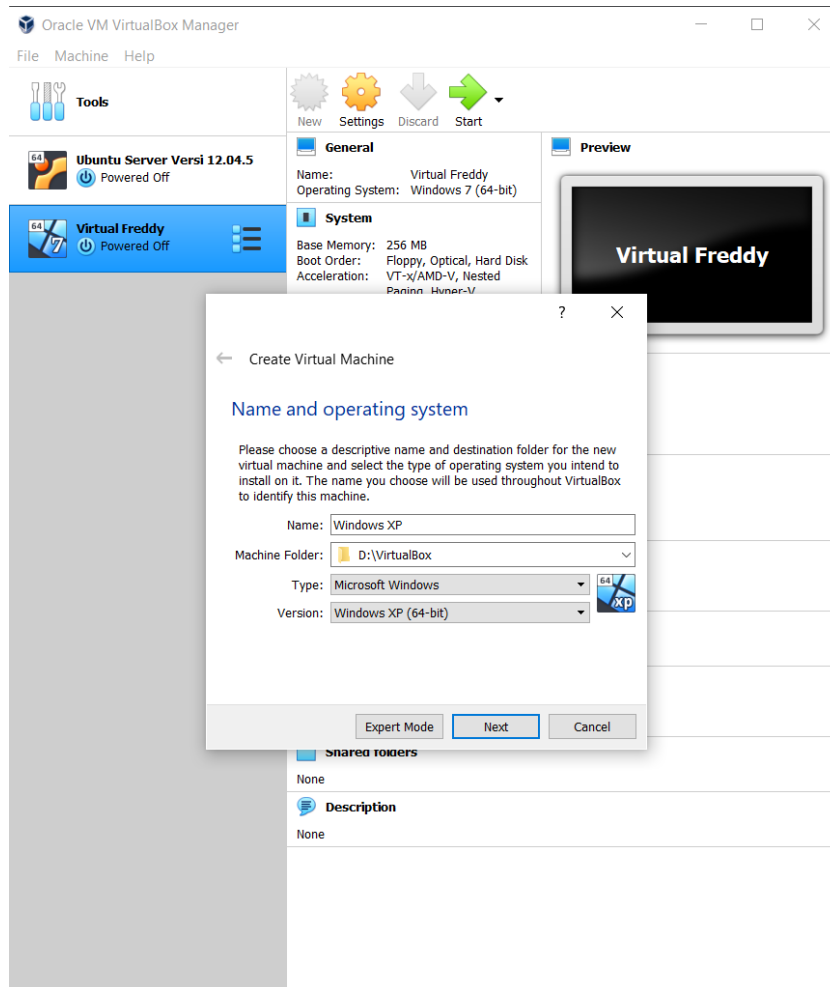 Oracle VM VirtualBox Manager
File Machine Help
Tools
New Settings Discard Start
64
Ubuntu Server Versi 12.04.5
Powered Off
64
7
Virtual Freddy
Powered Off
General
Name: Virtual Freddy
Operating System: Windows 7 (64-bit)
System
Base Memory: 256 MB
Boot Order: Floppy, Optical, Hard Disk
Acceleration: VT-x/AMD-V, Nested
Paging, Hyper-V
Preview
Virtual Freddy
?
Create Virtual Machine
Name and operating system
Please choose a descriptive name and destination folder for the new
virtual machine and select the type of operating system you intend to
install on it. The name you choose will be used throughout VirtualBox
to identify this machine.
Name: Windows XP
Machine Folder: D:\VirtualBox
Type: Microsoft Windows
Version: Windows XP (64-bit)
64
xp
Expert Mode Next Cancel
Shared folders
None
Description
None